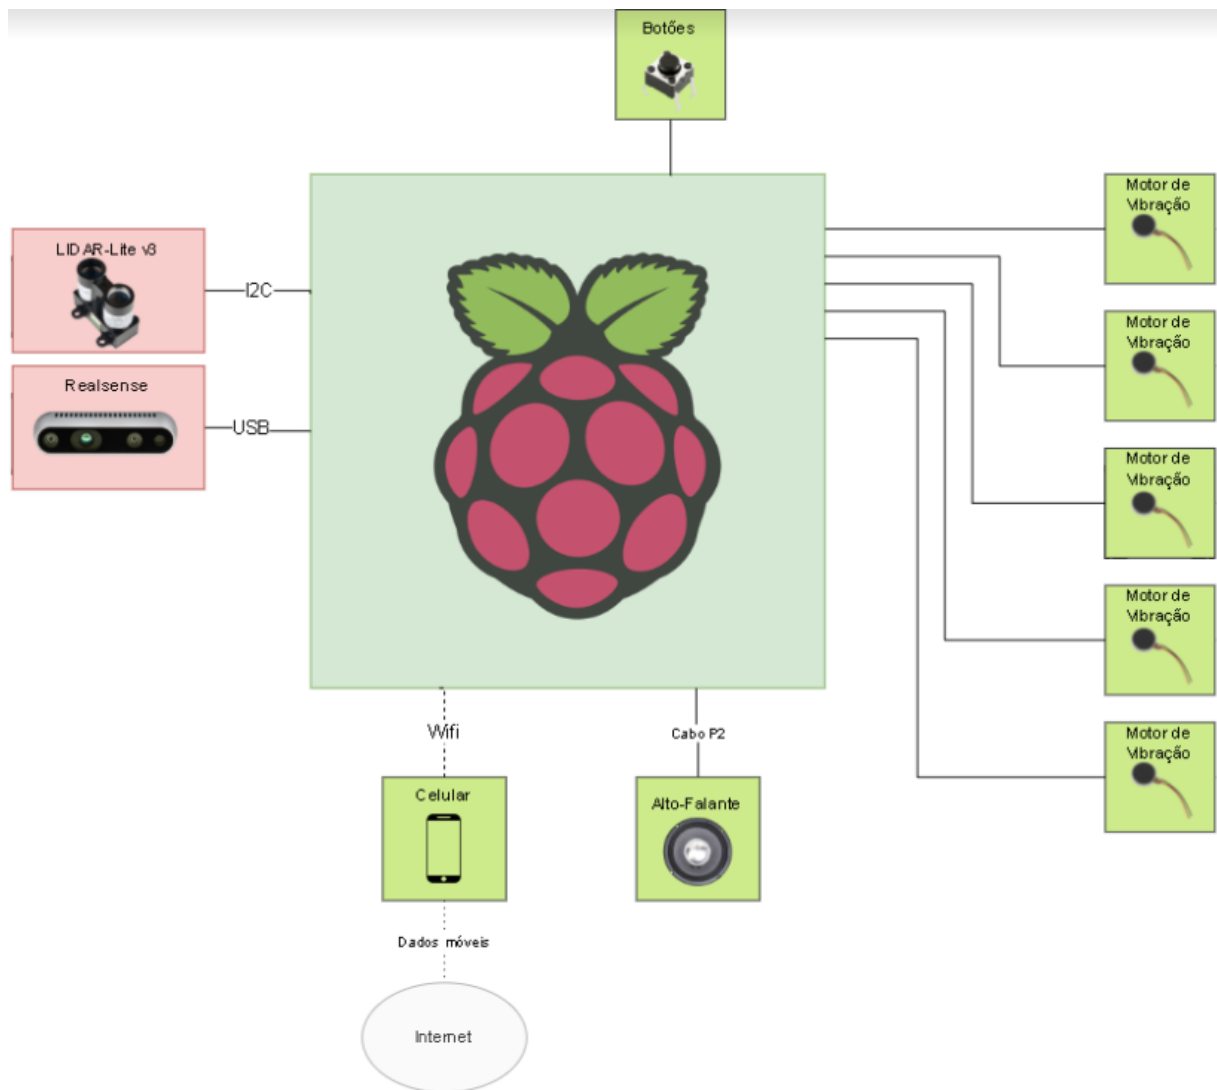 Botões
Motor de
Vibração
LIDAR-Lite v3
I2C
Realsense
USB
Motor de
Vibração
Motor de
Vibração
Motor de
Vibração
Motor de
Vibração
Wifi
Cabo P2
Celular
Alto-Falante
Dados móveis
Internet